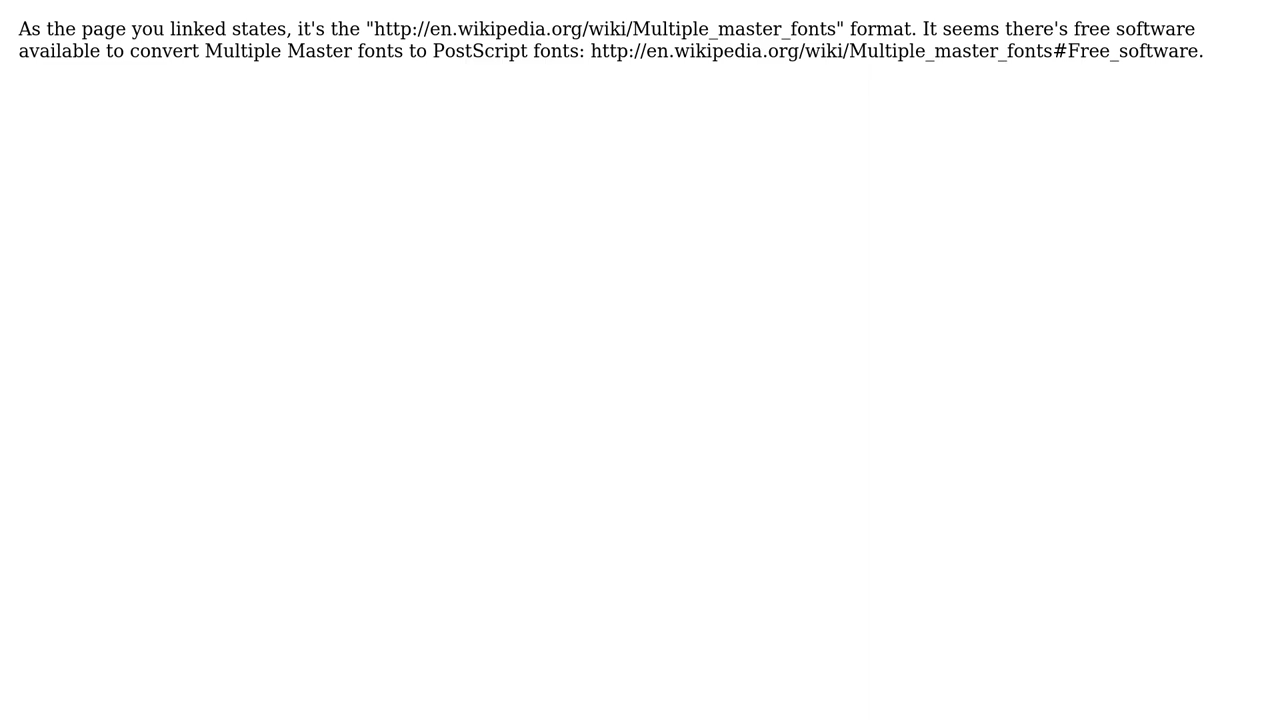 As the page you linked states, it's the "http://en.wikipedia.org/wiki/Multiple_master_fonts" format. It seems there's free software
available to convert Multiple Master fonts to PostScript fonts: http://en.wikipedia.org/wiki/Multiple_master_fonts#Free_software.